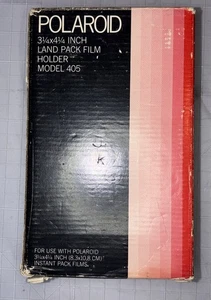 POLAROID
3¼x4¼ INCH
LAND PACK FILM
HOLDER
MODEL 405
FOR USE WITH POLAROID
3¼x4¼ INCH (8,3x10,8 CM)
INSTANT PACK FILMS.